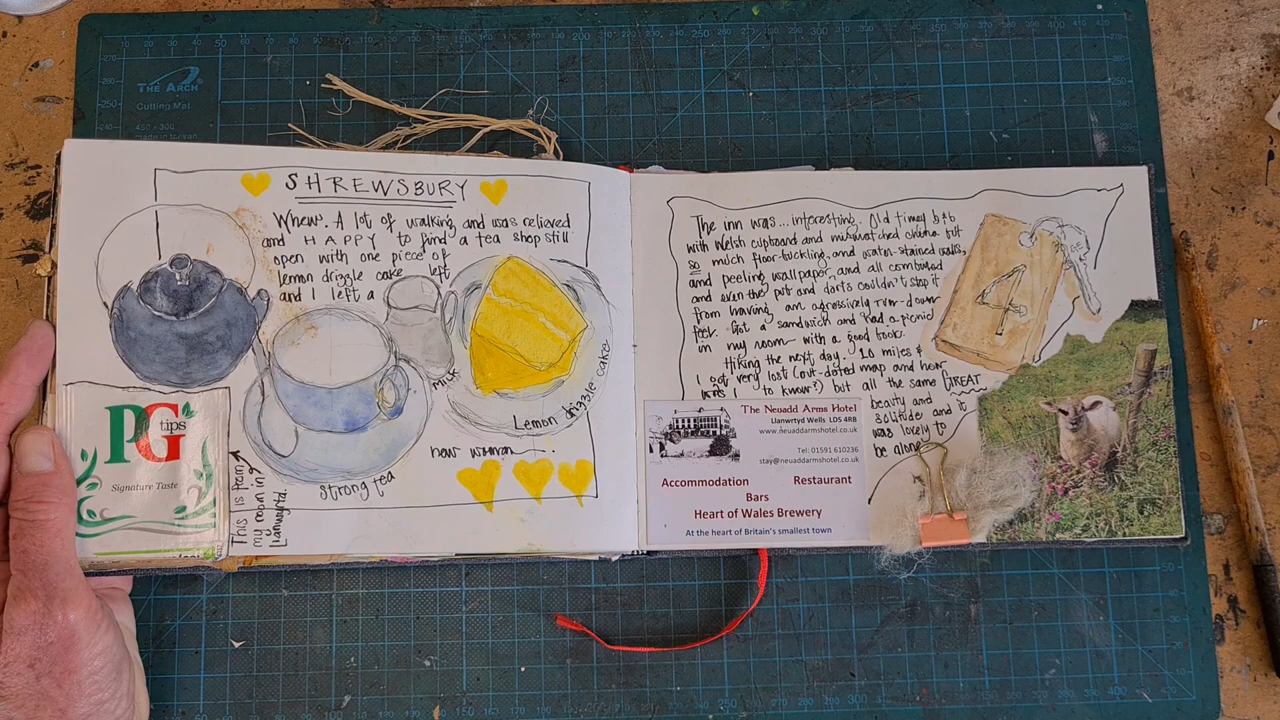 THE ARCH
Cutting Mat
450 x 300
SHREWSBURY
Whew. A lot of walking and was relieved
and HAPPY to find a tea shop still
open with one piece of
lemon drizzle cake left
and I left a
milk
Lemon drizzle cake
new woman.
strong tea
PG
tips
Signature Taste
This is from
my room in
Llanwrtyd.
The inn was... interesting. Old timey b+b
with Welsh cupboard and mismatched china but
so much floor-buckling, and water-stained walls,
and peeling wallpaper, and all combined
and even the pub and darts couldn't stop it
from having an agressively run-down
feel. Got a sandwich and had a picnic
in my room with a good book.
Hiking the next day. 10 miles &
I got very lost (out-dated map and how
was I to know?) but all the same GREAT
beauty and
solitude and it
was lovely to
be alone
4
The Neuadd Arms Hotel
Llanwrtyd Wells LD5 4RB
www.neuaddarmshotel.co.uk
Tel: 01591 610236
stay@neuaddarmshotel.co.uk
Accommodation Restaurant
Bars
Heart of Wales Brewery
At the heart of Britain's smallest town